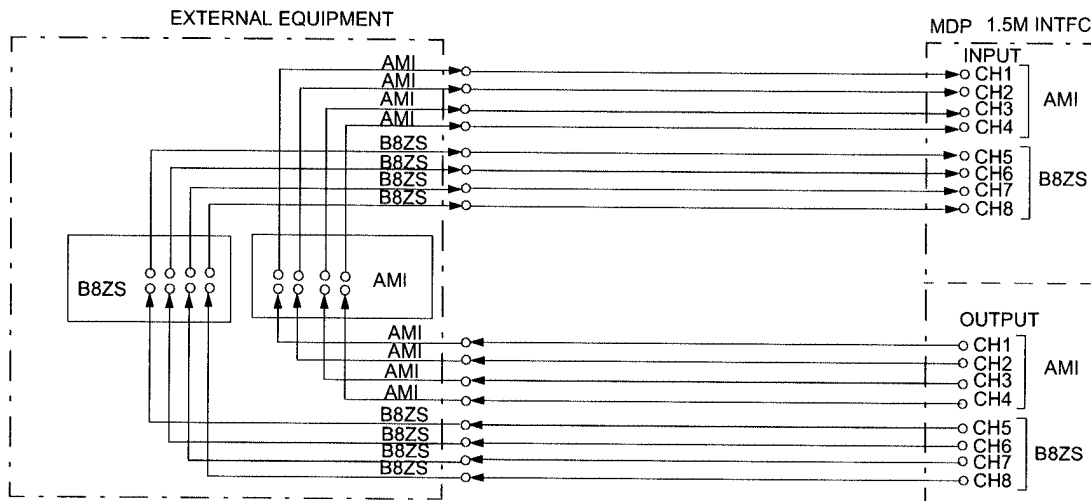 EXTERNAL EQUIPMENT
MDP 1.5M INTFC
INPUT
AMI
AMI
AMI
AMI
B8ZS
B8ZS
B8ZS
B8ZS
CH1
CH2
CH3
CH4
AMI
CH5
CH6
CH7
CH8
B8ZS
B8ZS
AMI
OUTPUT
AMI
AMI
AMI
AMI
B8ZS
B8ZS
B8ZS
B8ZS
CH1
CH2
CH3
CH4
AMI
CH5
CH6
CH7
CH8
B8ZS